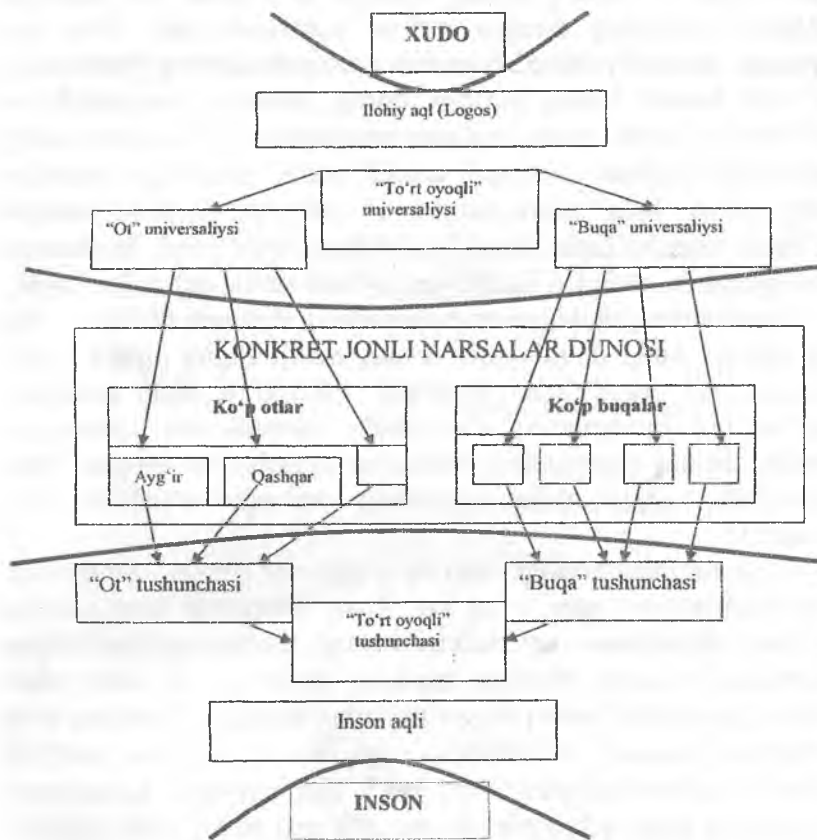 XUDO
Ilohiy aql (Logos)
“To‘rt oyoqli”
universaliysi
“Ot” universaliysi
“Buqa” universaliysi
KONKRET JONLI NARSALAR DUNOSI
Ko‘p otlar
Ko‘p buqalar
Ayg‘ir
Qashqar
“Ot” tushunchasi
“Buqa” tushunchasi
“To‘rt oyoqli”
tushunchasi
Inson aqli
INSON